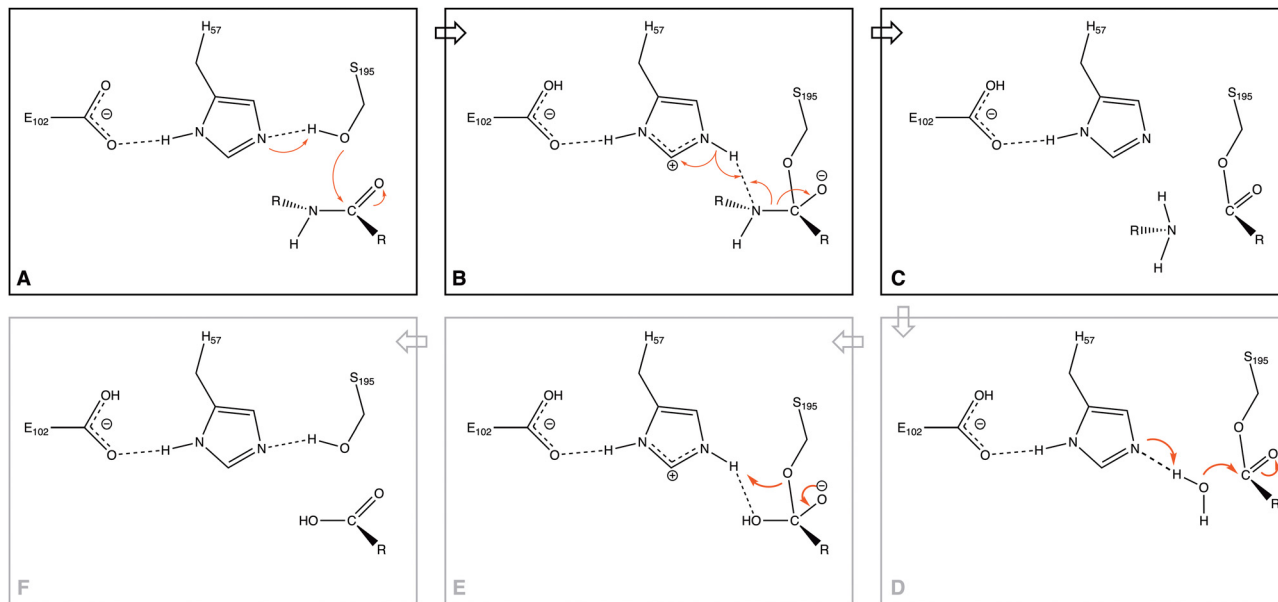 H57
S195
O
⊖
E102
O H N N H O
O
R N C
H R
A
H57
OH
S195
⊖
E102
N N
O H H O ⊖
⊕ O
R N C
H R
B
H57
OH
S195
⊖
E102
O H N N
O
H O
R N C
H R
C
H57
OH
S195
⊖
E102
O H N N H O
O
HO C
R
F
H57
OH
S195
⊖
E102
N N
O H H O ⊖
⊕ O
HO C
R
E
H57
OH
S195
⊖
E102
O
O H N N O
H O C
H R
D